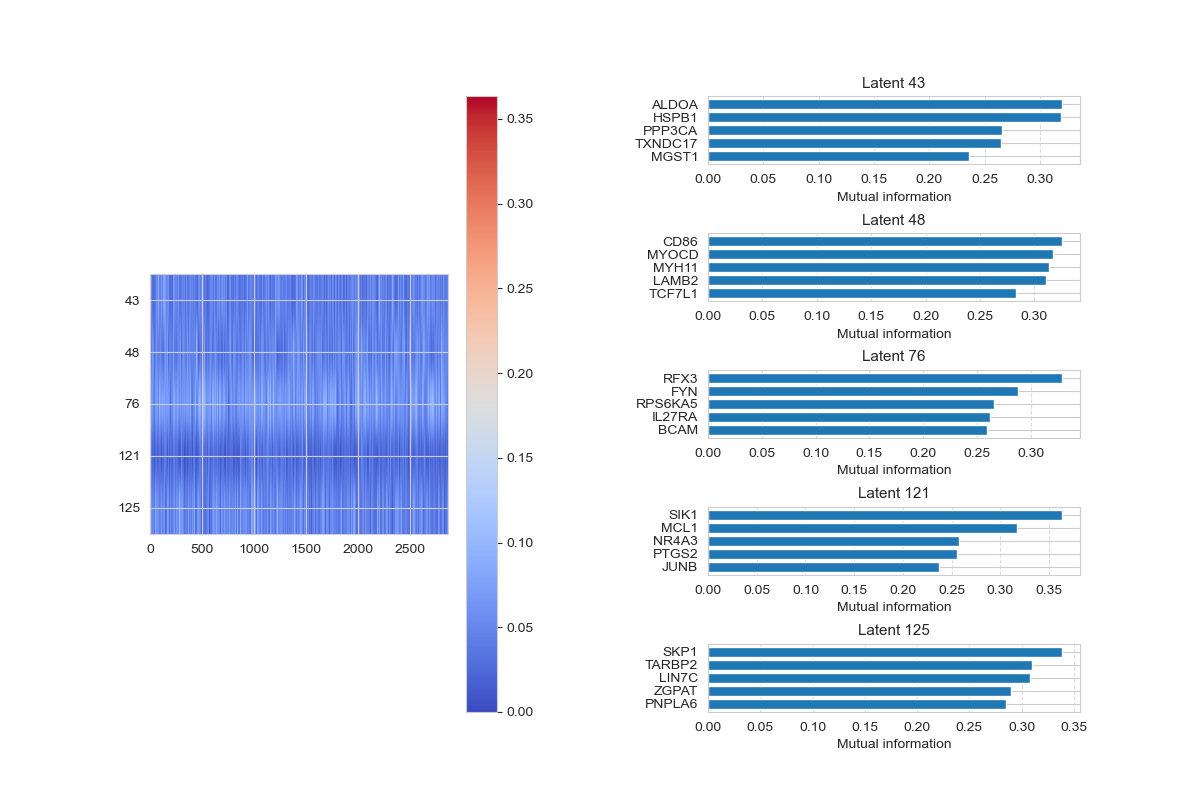 43
48
76
121
125
0 500 1000 1500 2000 2500
0.35
0.30
0.25
0.20
0.15
0.10
0.05
0.00
Latent 43
ALDOA
HSPB1
PPP3CA
TXNDC17
MGST1
0.00 0.05 0.10 0.15 0.20 0.25 0.30
Mutual information
Latent 48
CD86
MYOCD
MYH11
LAMB2
TCF7L1
0.00 0.05 0.10 0.15 0.20 0.25 0.30
Mutual information
Latent 76
RFX3
FYN
RPS6KA5
IL27RA
BCAM
0.00 0.05 0.10 0.15 0.20 0.25 0.30
Mutual information
Latent 121
SIK1
MCL1
NR4A3
PTGS2
JUNB
0.00 0.05 0.10 0.15 0.20 0.25 0.30 0.35
Mutual information
Latent 125
SKP1
TARBP2
LIN7C
ZGPAT
PNPLA6
0.00 0.05 0.10 0.15 0.20 0.25 0.30 0.35
Mutual information